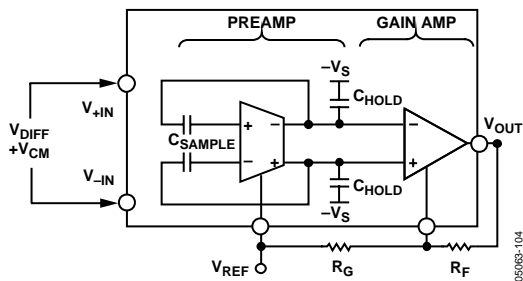 PREAMP
GAIN AMP
–VS
CHOLD
V+IN
VOUT
+
–
–
CSAMPLE
VDIFF
+VCM
–
+
+
V–IN
CHOLD
–VS
VREF
RG
RF
05063-104